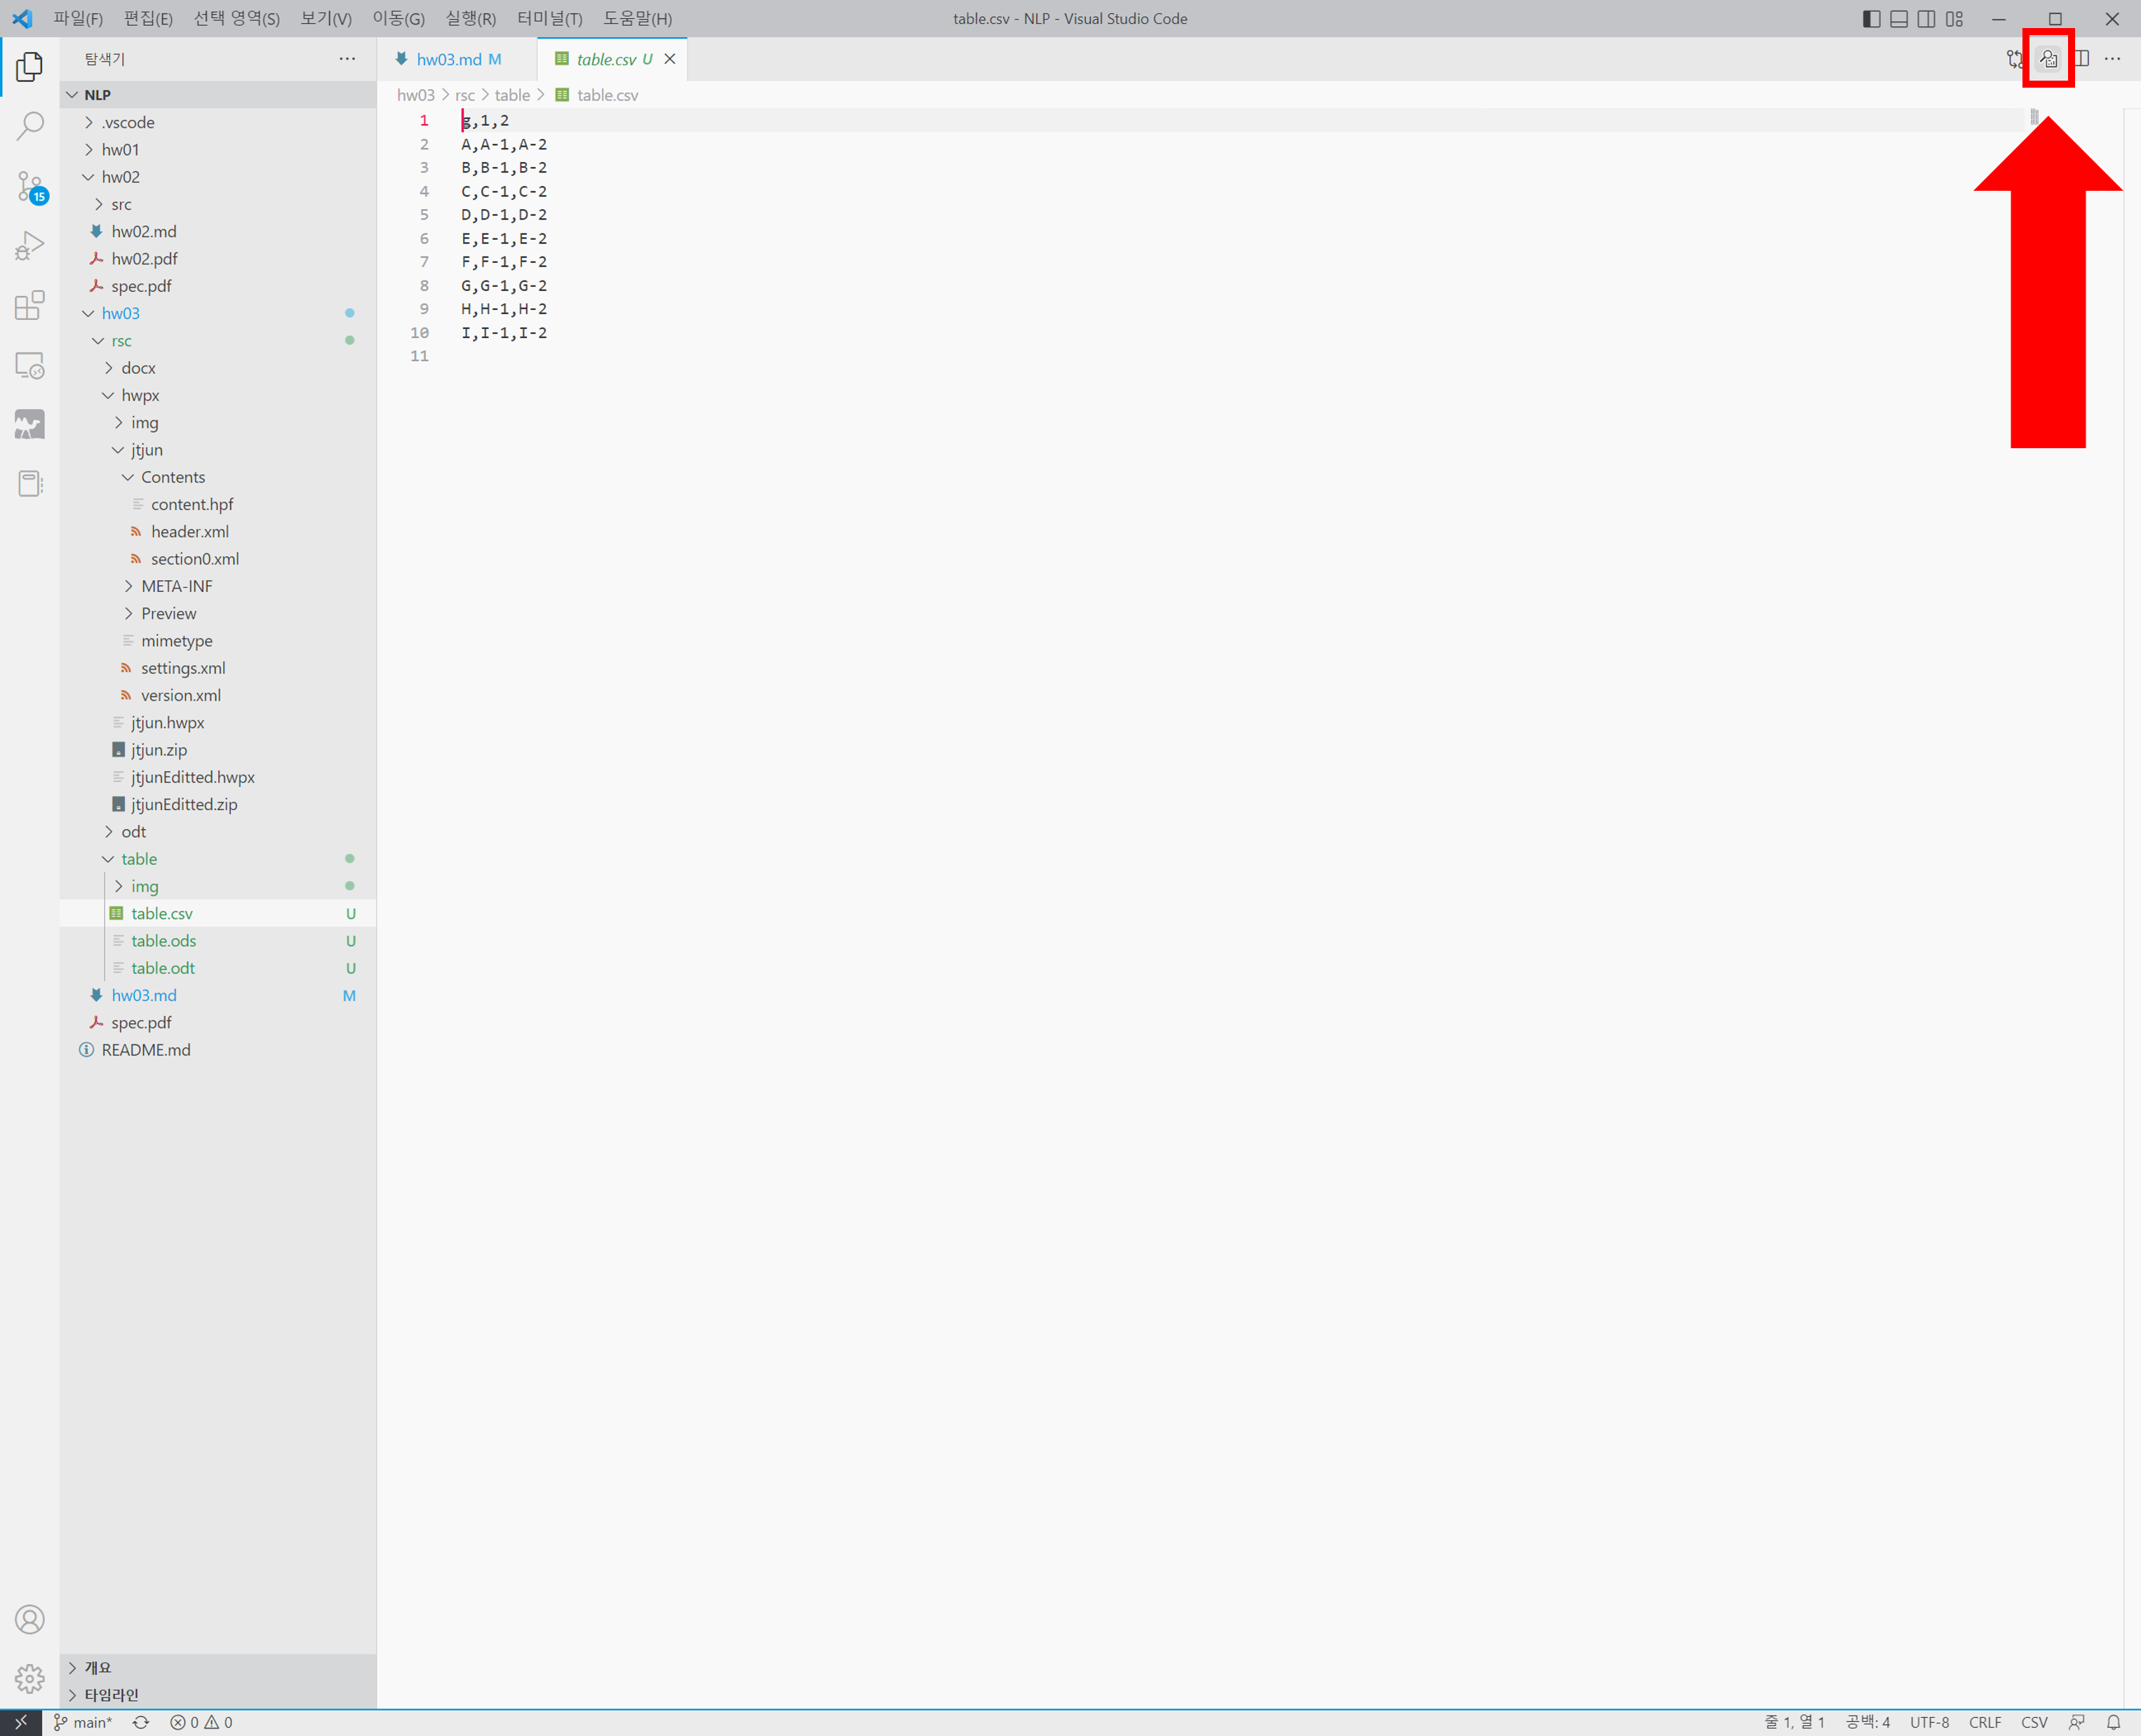 파일(F) 편집(E) 선택 영역(S) 보기(V) 이동(G) 실행(R) 터미널(T) 도움말(H)
table.csv - NLP - Visual Studio Code
탐색기
hw03.md M
table.csv U
NLP
hw03 > rsc > table > table.csv
15
.vscode
hw01
hw02
src
hw02.md
hw02.pdf
spec.pdf
hw03
rsc
docx
hwpx
img
jtjun
Contents
content.hpf
header.xml
section0.xml
META-INF
Preview
mimetype
settings.xml
version.xml
jtjun.hwpx
jtjun.zip
jtjunEditted.hwpx
jtjunEditted.zip
odt
table
img
table.csv U
table.ods U
table.odt U
hw03.md M
spec.pdf
README.md
1 g,1,2
2 A,A-1,A-2
3 B,B-1,B-2
4 C,C-1,C-2
5 D,D-1,D-2
6 E,E-1,E-2
7 F,F-1,F-2
8 G,G-1,G-2
9 H,H-1,H-2
10 I,I-1,I-2
11
개요
타임라인
main* 0 0
줄 1, 열 1 공백: 4 UTF-8 CRLF CSV